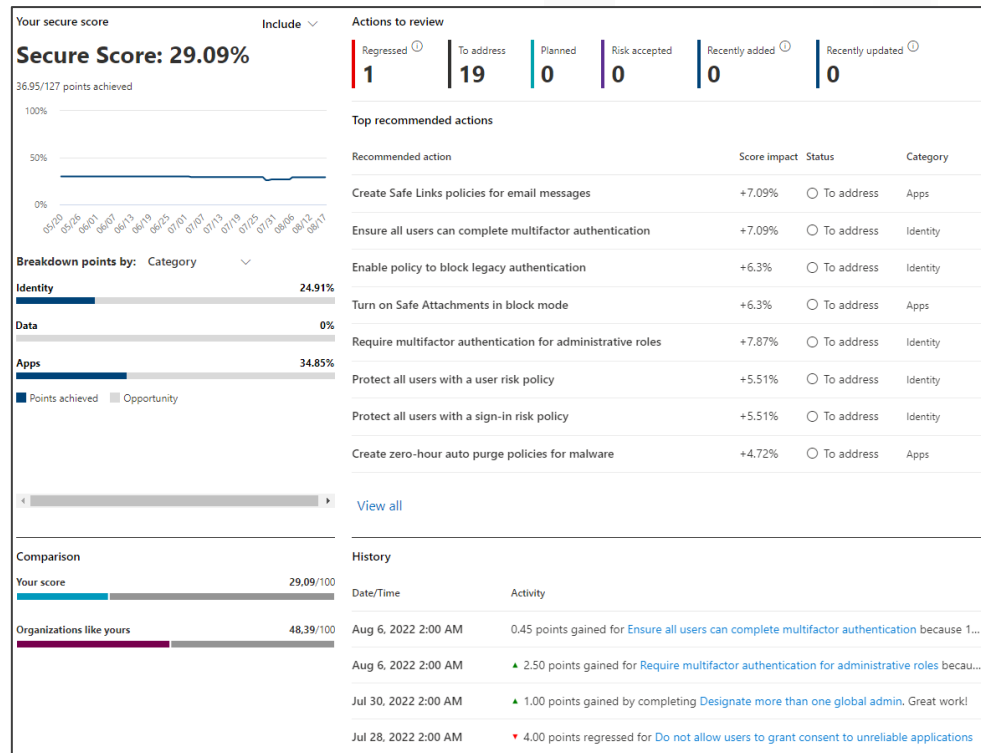 Your secure score
Include
Secure Score: 29.09%
36.95/127 points achieved
100%
50%
0%
05/20 05/26 06/01 06/07 06/13 06/19 06/25 07/01 07/07 07/13 07/19 07/25 07/31 08/06 08/12 08/17
Breakdown points by: Category
Identity 24.91%
Data 0%
Apps 34.85%
Points achieved Opportunity
Actions to review
Regressed To address Planned Risk accepted Recently added Recently updated
1 19 0 0 0 0
Top recommended actions
Recommended action Score impact Status Category
Create Safe Links policies for email messages +7.09% To address Apps
Ensure all users can complete multifactor authentication +7.09% To address Identity
Enable policy to block legacy authentication +6.3% To address Identity
Turn on Safe Attachments in block mode +6.3% To address Apps
Require multifactor authentication for administrative roles +7.87% To address Identity
Protect all users with a user risk policy +5.51% To address Identity
Protect all users with a sign-in risk policy +5.51% To address Identity
Create zero-hour auto purge policies for malware +4.72% To address Apps
View all
Comparison
Your score 29,09/100
Organizations like yours 48,39/100
History
Date/Time Activity
Aug 6, 2022 2:00 AM 0.45 points gained for Ensure all users can complete multifactor authentication because 1...
Aug 6, 2022 2:00 AM 2.50 points gained for Require multifactor authentication for administrative roles becau...
Jul 30, 2022 2:00 AM 1.00 points gained by completing Designate more than one global admin. Great work!
Jul 28, 2022 2:00 AM 4.00 points regressed for Do not allow users to grant consent to unreliable applications